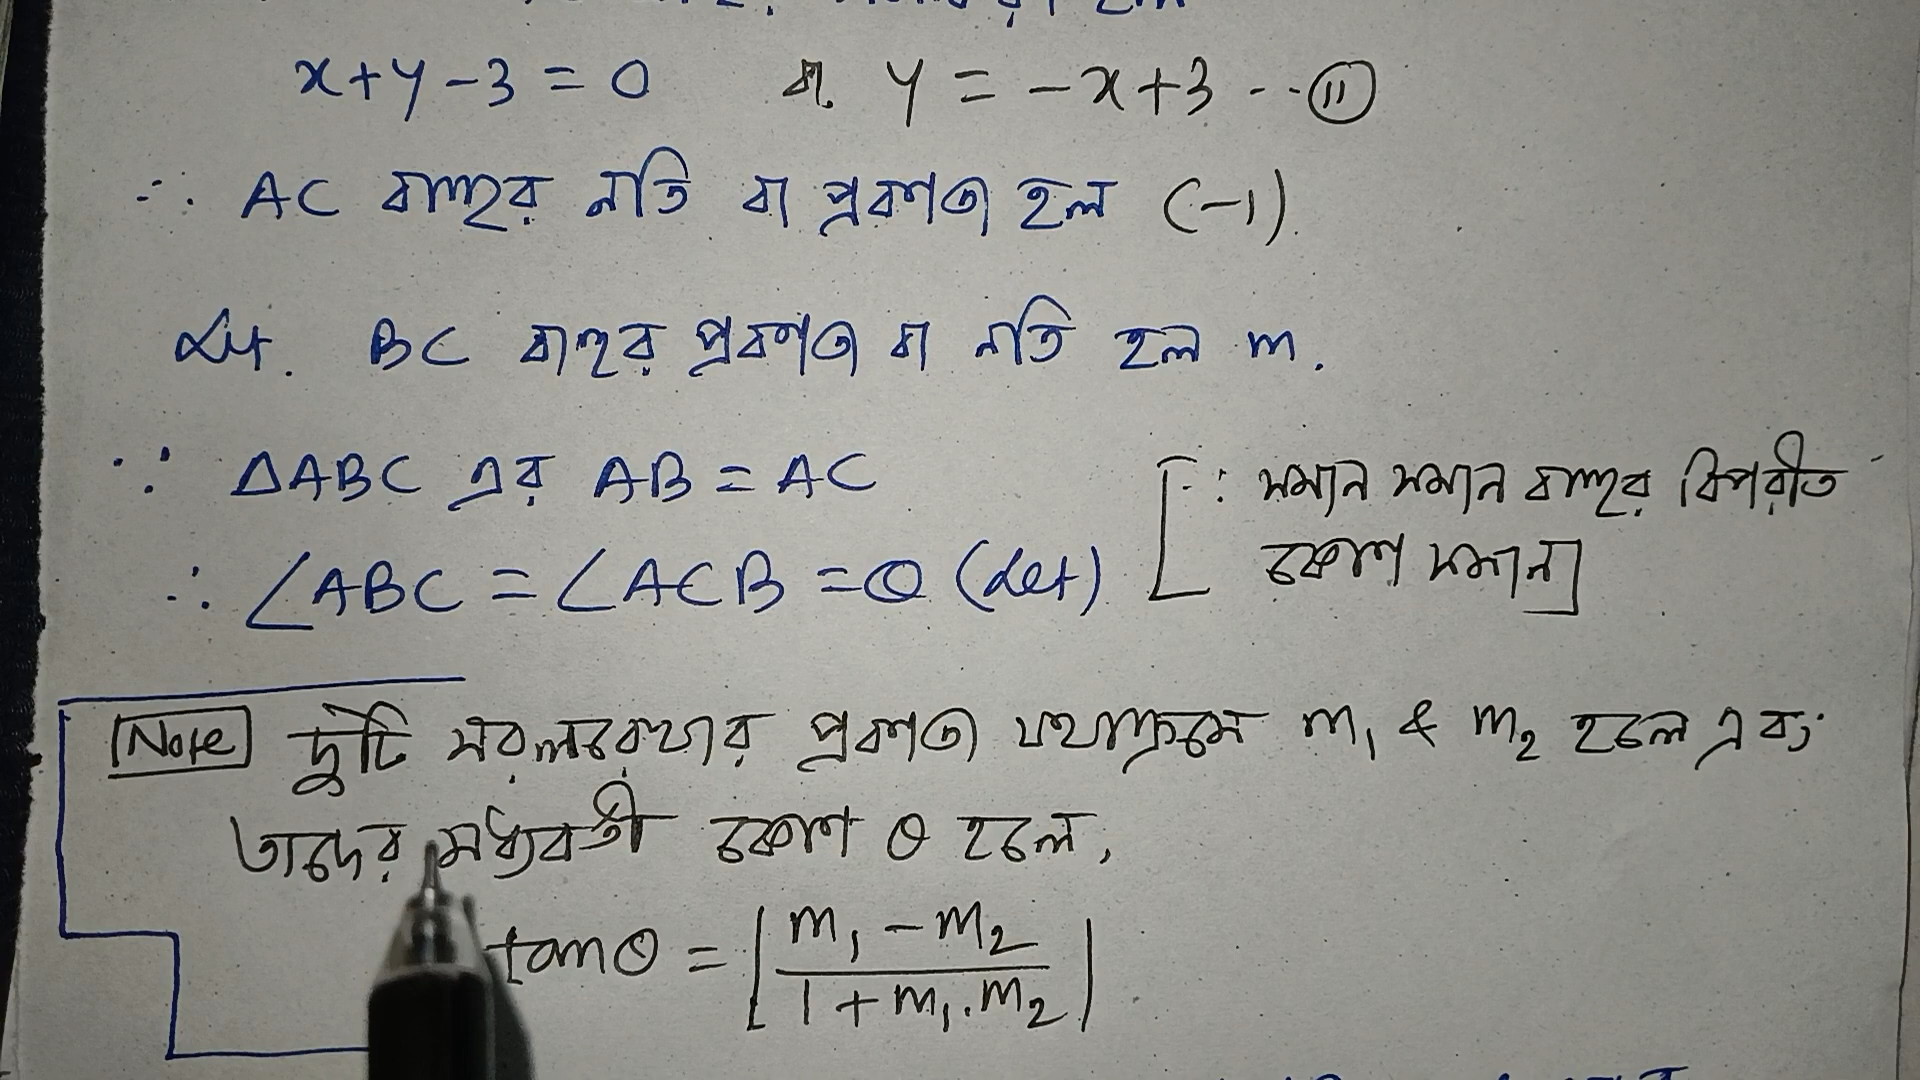 x+y-3=0 বা, y=-x+3 --(ii)
∴ AC বাহুর নতি বা প্রবণতা হল (-1).
Let. BC বাহুর প্রবণতা বা নতি হল m.
∵ ΔABC এর AB=AC [∵ সমান সমান বাহুর বিপরীত
∴ ∠ABC=∠ACB=θ (let) কোণ সমান]
Note দুটি সরলরেখার প্রবণতা যথাক্রমে m₁ & m₂ হলে এবং
তাদের মধ্যবর্তী কোণ θ হলে,
tanθ = |(m₁-m₂)/(1+m₁.m₂)|